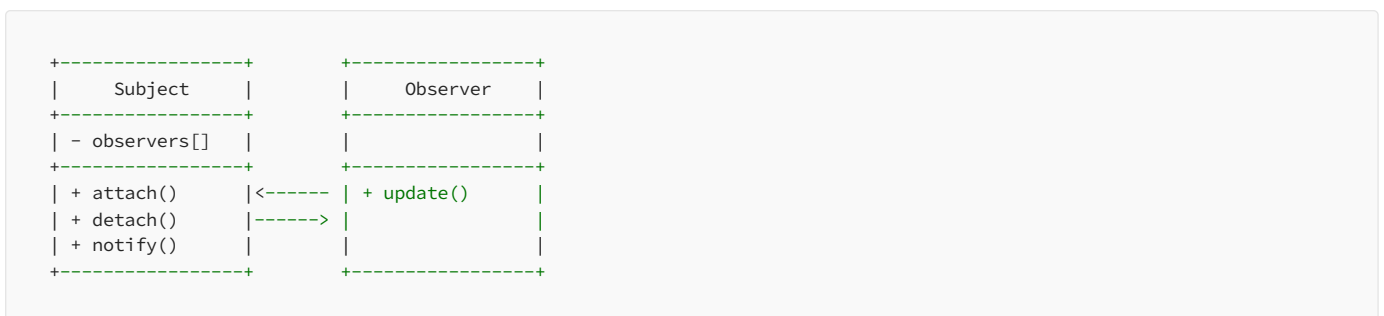 +-----------------+        +-----------------+
|     Subject     |        |     Observer    |
+-----------------+        +-----------------+
| - observers[]   |        |                 |
+-----------------+        +-----------------+
| + attach()      |<------ | + update()      |
| + detach()      |------> |                 |
| + notify()      |        |                 |
+-----------------+        +-----------------+